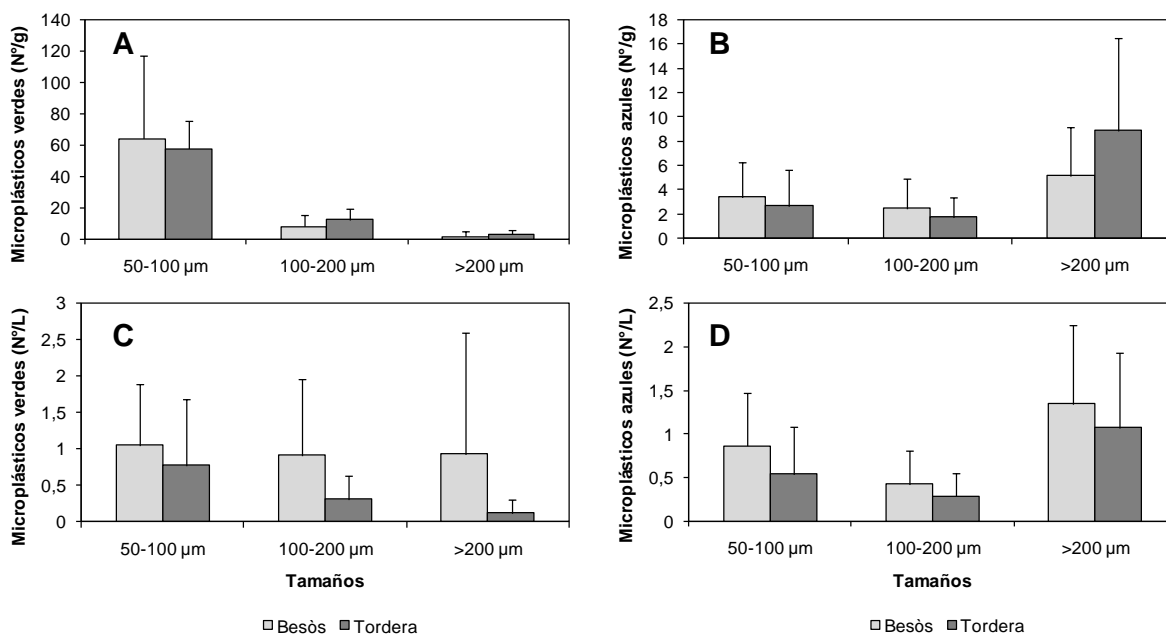 Microplásticos verdes (N°/g)
140
120
100
80
60
40
20
0
A
50-100 µm 100-200 µm >200 µm
Microplásticos azules (N°/g)
18
16
14
12
10
8
6
4
2
0
B
50-100 µm 100-200 µm >200 µm
Microplásticos verdes (N°/L)
3
2,5
2
1,5
1
0,5
0
C
50-100 µm 100-200 µm >200 µm
Tamaños
Besòs Tordera
Microplásticos azules (N°/L)
2,5
2
1,5
1
0,5
0
D
50-100 µm 100-200 µm >200 µm
Tamaños
Besòs Tordera